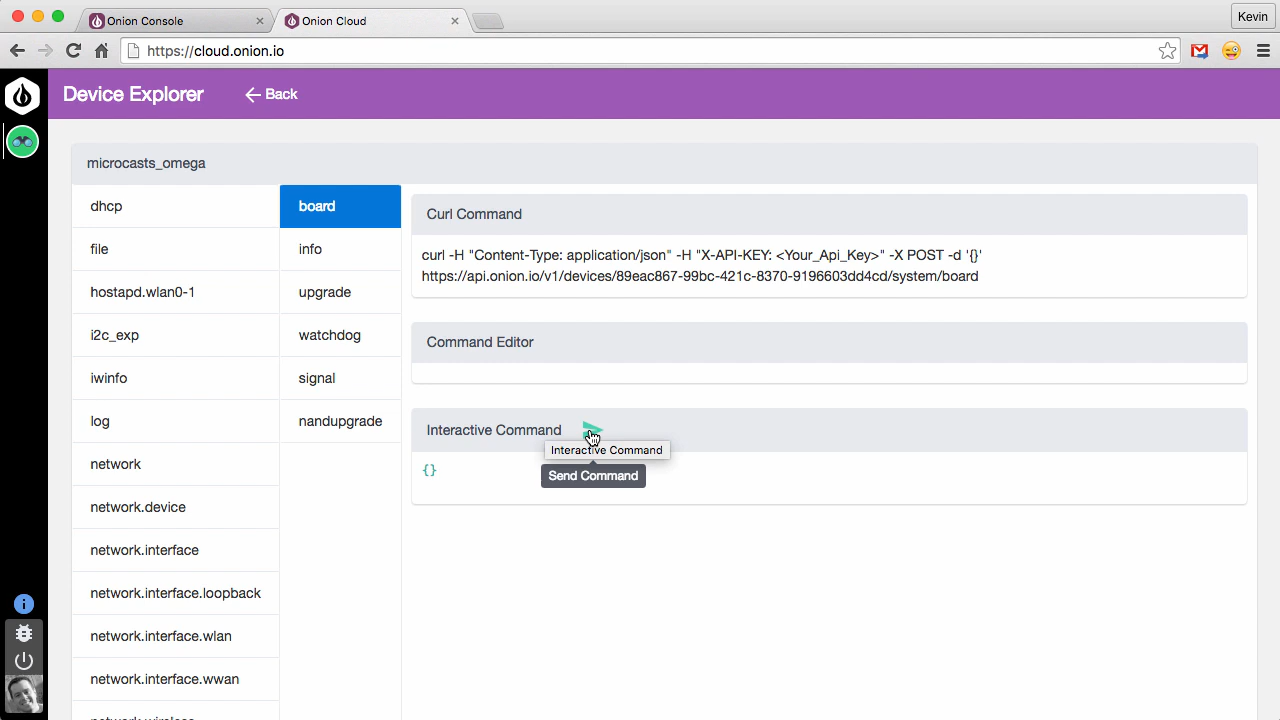 Onion Console
Onion Cloud
Kevin
https://cloud.onion.io
Device Explorer
Back
microcasts_omega
dhcp
file
hostapd.wlan0-1
i2c_exp
iwinfo
log
network
network.device
network.interface
network.interface.loopback
network.interface.wlan
network.interface.wwan
network.wireless
board
info
upgrade
watchdog
signal
nandupgrade
Curl Command
curl -H "Content-Type: application/json" -H "X-API-KEY: <Your_Api_Key>" -X POST -d '{}'
https://api.onion.io/v1/devices/89eac867-99bc-421c-8370-9196603dd4cd/system/board
Command Editor
Interactive Command
Interactive Command
{}
Send Command